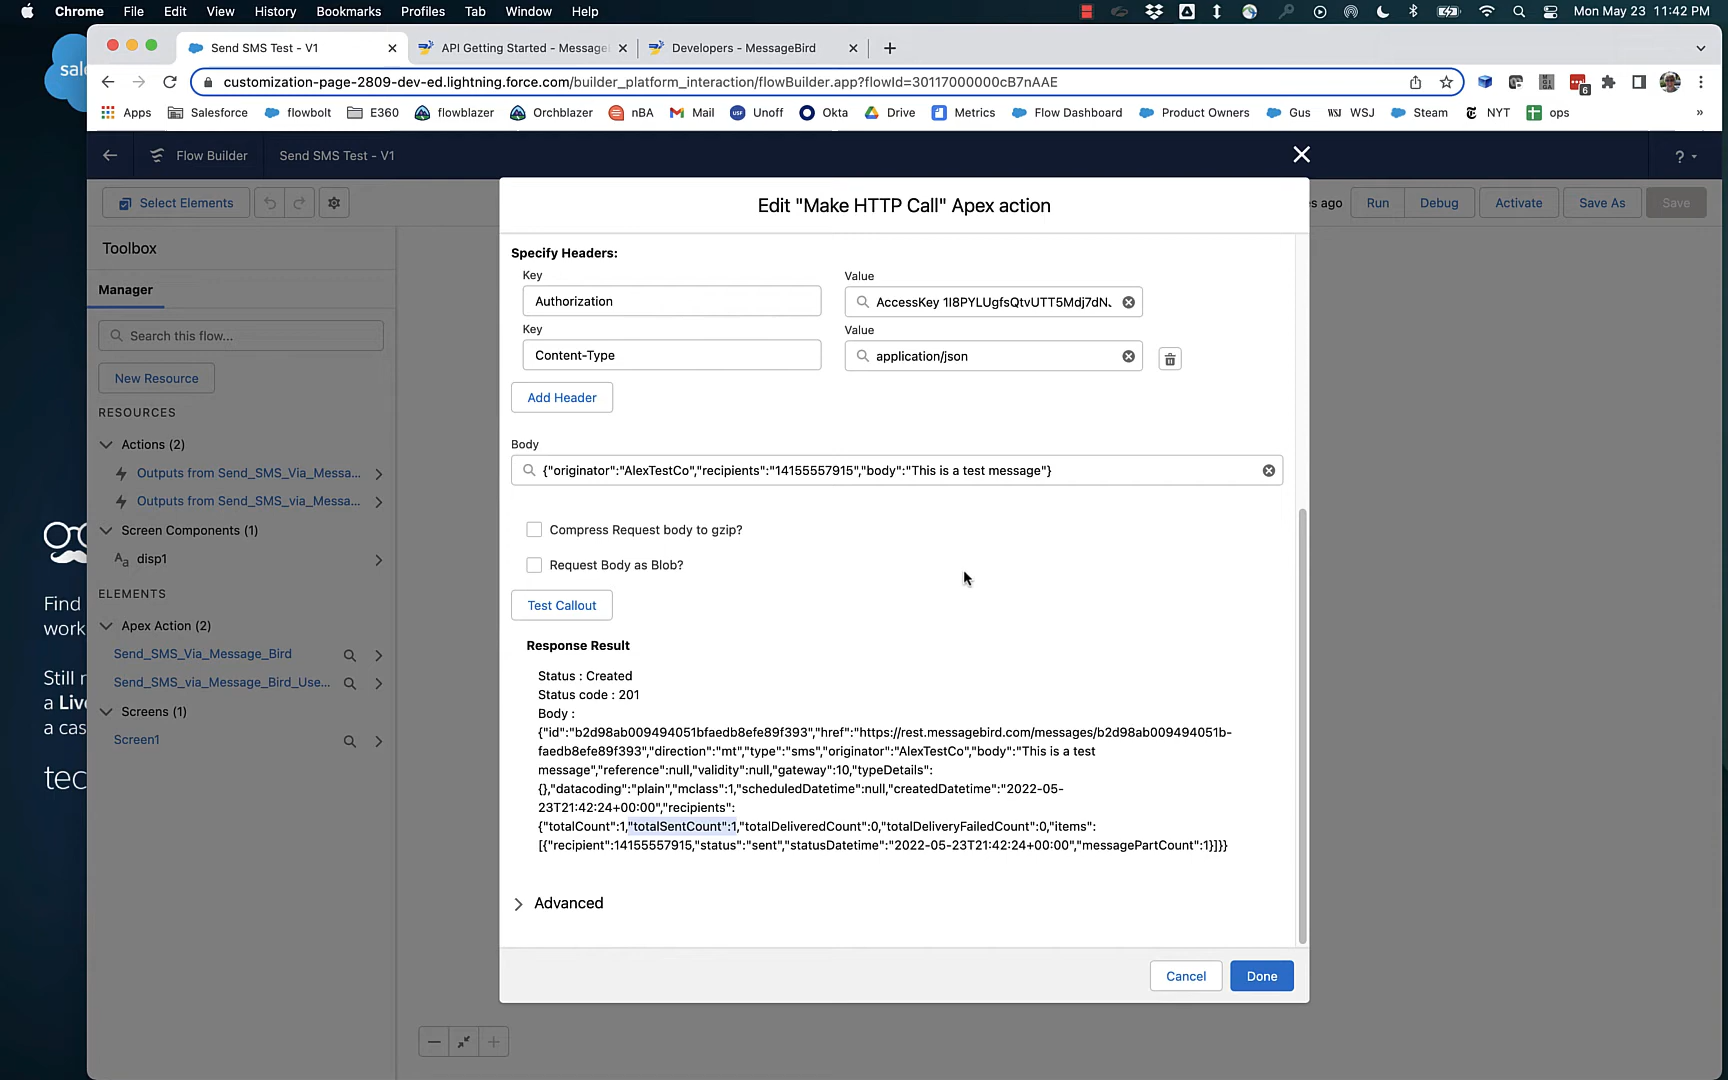 Chrome File Edit View History Bookmarks Profiles Tab Window Help Mon May 23 11:42 PM
Send SMS Test - V1 API Getting Started - Message Developers - MessageBird
customization-page-2809-dev-ed.lightning.force.com/builder_platform_interaction/flowBuilder.app?flowId=30117000000cB7nAAE 6
Apps Salesforce flowbolt E360 flowblazer Orchblazer nBA Mail Unoff Okta Drive Metrics Flow Dashboard Product Owners Gus WSJ WSJ Steam NYT ops »
sale
Flow Builder Send SMS Test - V1 ?
Select Elements s ago Run Debug Activate Save As Save
Toolbox
Manager
Search this flow...
New Resource
RESOURCES
Actions (2)
Outputs from Send_SMS_Via_Messa...
Outputs from Send_SMS_via_Messa...
Screen Components (1)
Aa disp1
ELEMENTS
Apex Action (2)
Send_SMS_Via_Message_Bird
Send_SMS_via_Message_Bird_Use...
Screens (1)
Screen1
Find
work
Still r
a Live
a cas
tec
Edit "Make HTTP Call" Apex action
Specify Headers:
Key Value
Authorization AccessKey 1I8PYLUgfsQtvUTT5Mdj7dN.
Key Value
Content-Type application/json
Add Header
Body
{"originator":"AlexTestCo","recipients":"14155557915","body":"This is a test message"}
Compress Request body to gzip?
Request Body as Blob?
Test Callout
Response Result
Status : Created
Status code : 201
Body :
{"id":"b2d98ab009494051bfaedb8efe89f393","href":"https://rest.messagebird.com/messages/b2d98ab009494051b-
faedb8efe89f393","direction":"mt","type":"sms","originator":"AlexTestCo","body":"This is a test
message","reference":null,"validity":null,"gateway":10,"typeDetails":
{},"datacoding":"plain","mclass":1,"scheduledDatetime":null,"createdDatetime":"2022-05-
23T21:42:24+00:00","recipients":
{"totalCount":1,"totalSentCount":1,"totalDeliveredCount":0,"totalDeliveryFailedCount":0,"items":
[{"recipient":14155557915,"status":"sent","statusDatetime":"2022-05-23T21:42:24+00:00","messagePartCount":1}]}}
Advanced
Cancel Done